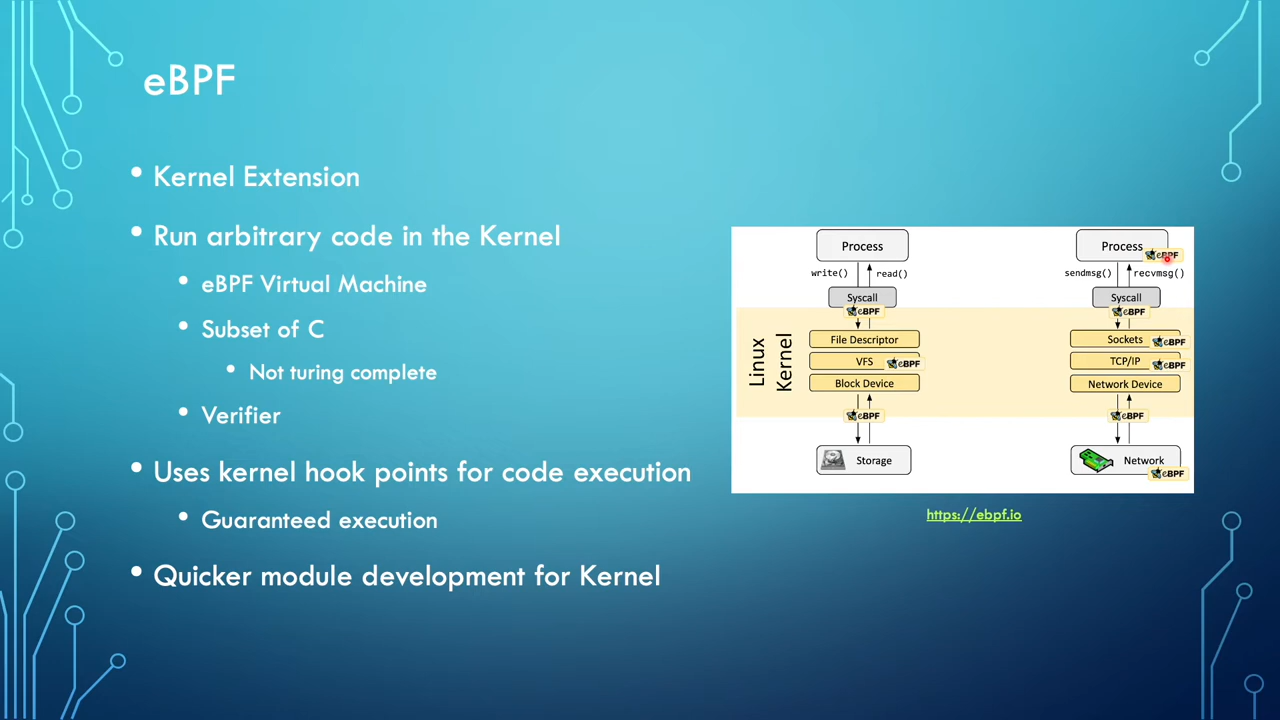 eBPF
• Kernel Extension
• Run arbitrary code in the Kernel
• eBPF Virtual Machine
• Subset of C
• Not turing complete
• Verifier
• Uses kernel hook points for code execution
• Guaranteed execution
• Quicker module development for Kernel
Process
write() read()
Syscall
eBPF
File Descriptor
VFS eBPF
Block Device
eBPF
Storage
Linux
Kernel
Process eBPF
sendmsg() recvmsg()
Syscall
eBPF
Sockets eBPF
TCP/IP eBPF
Network Device
eBPF
Network
eBPF
https://ebpf.io